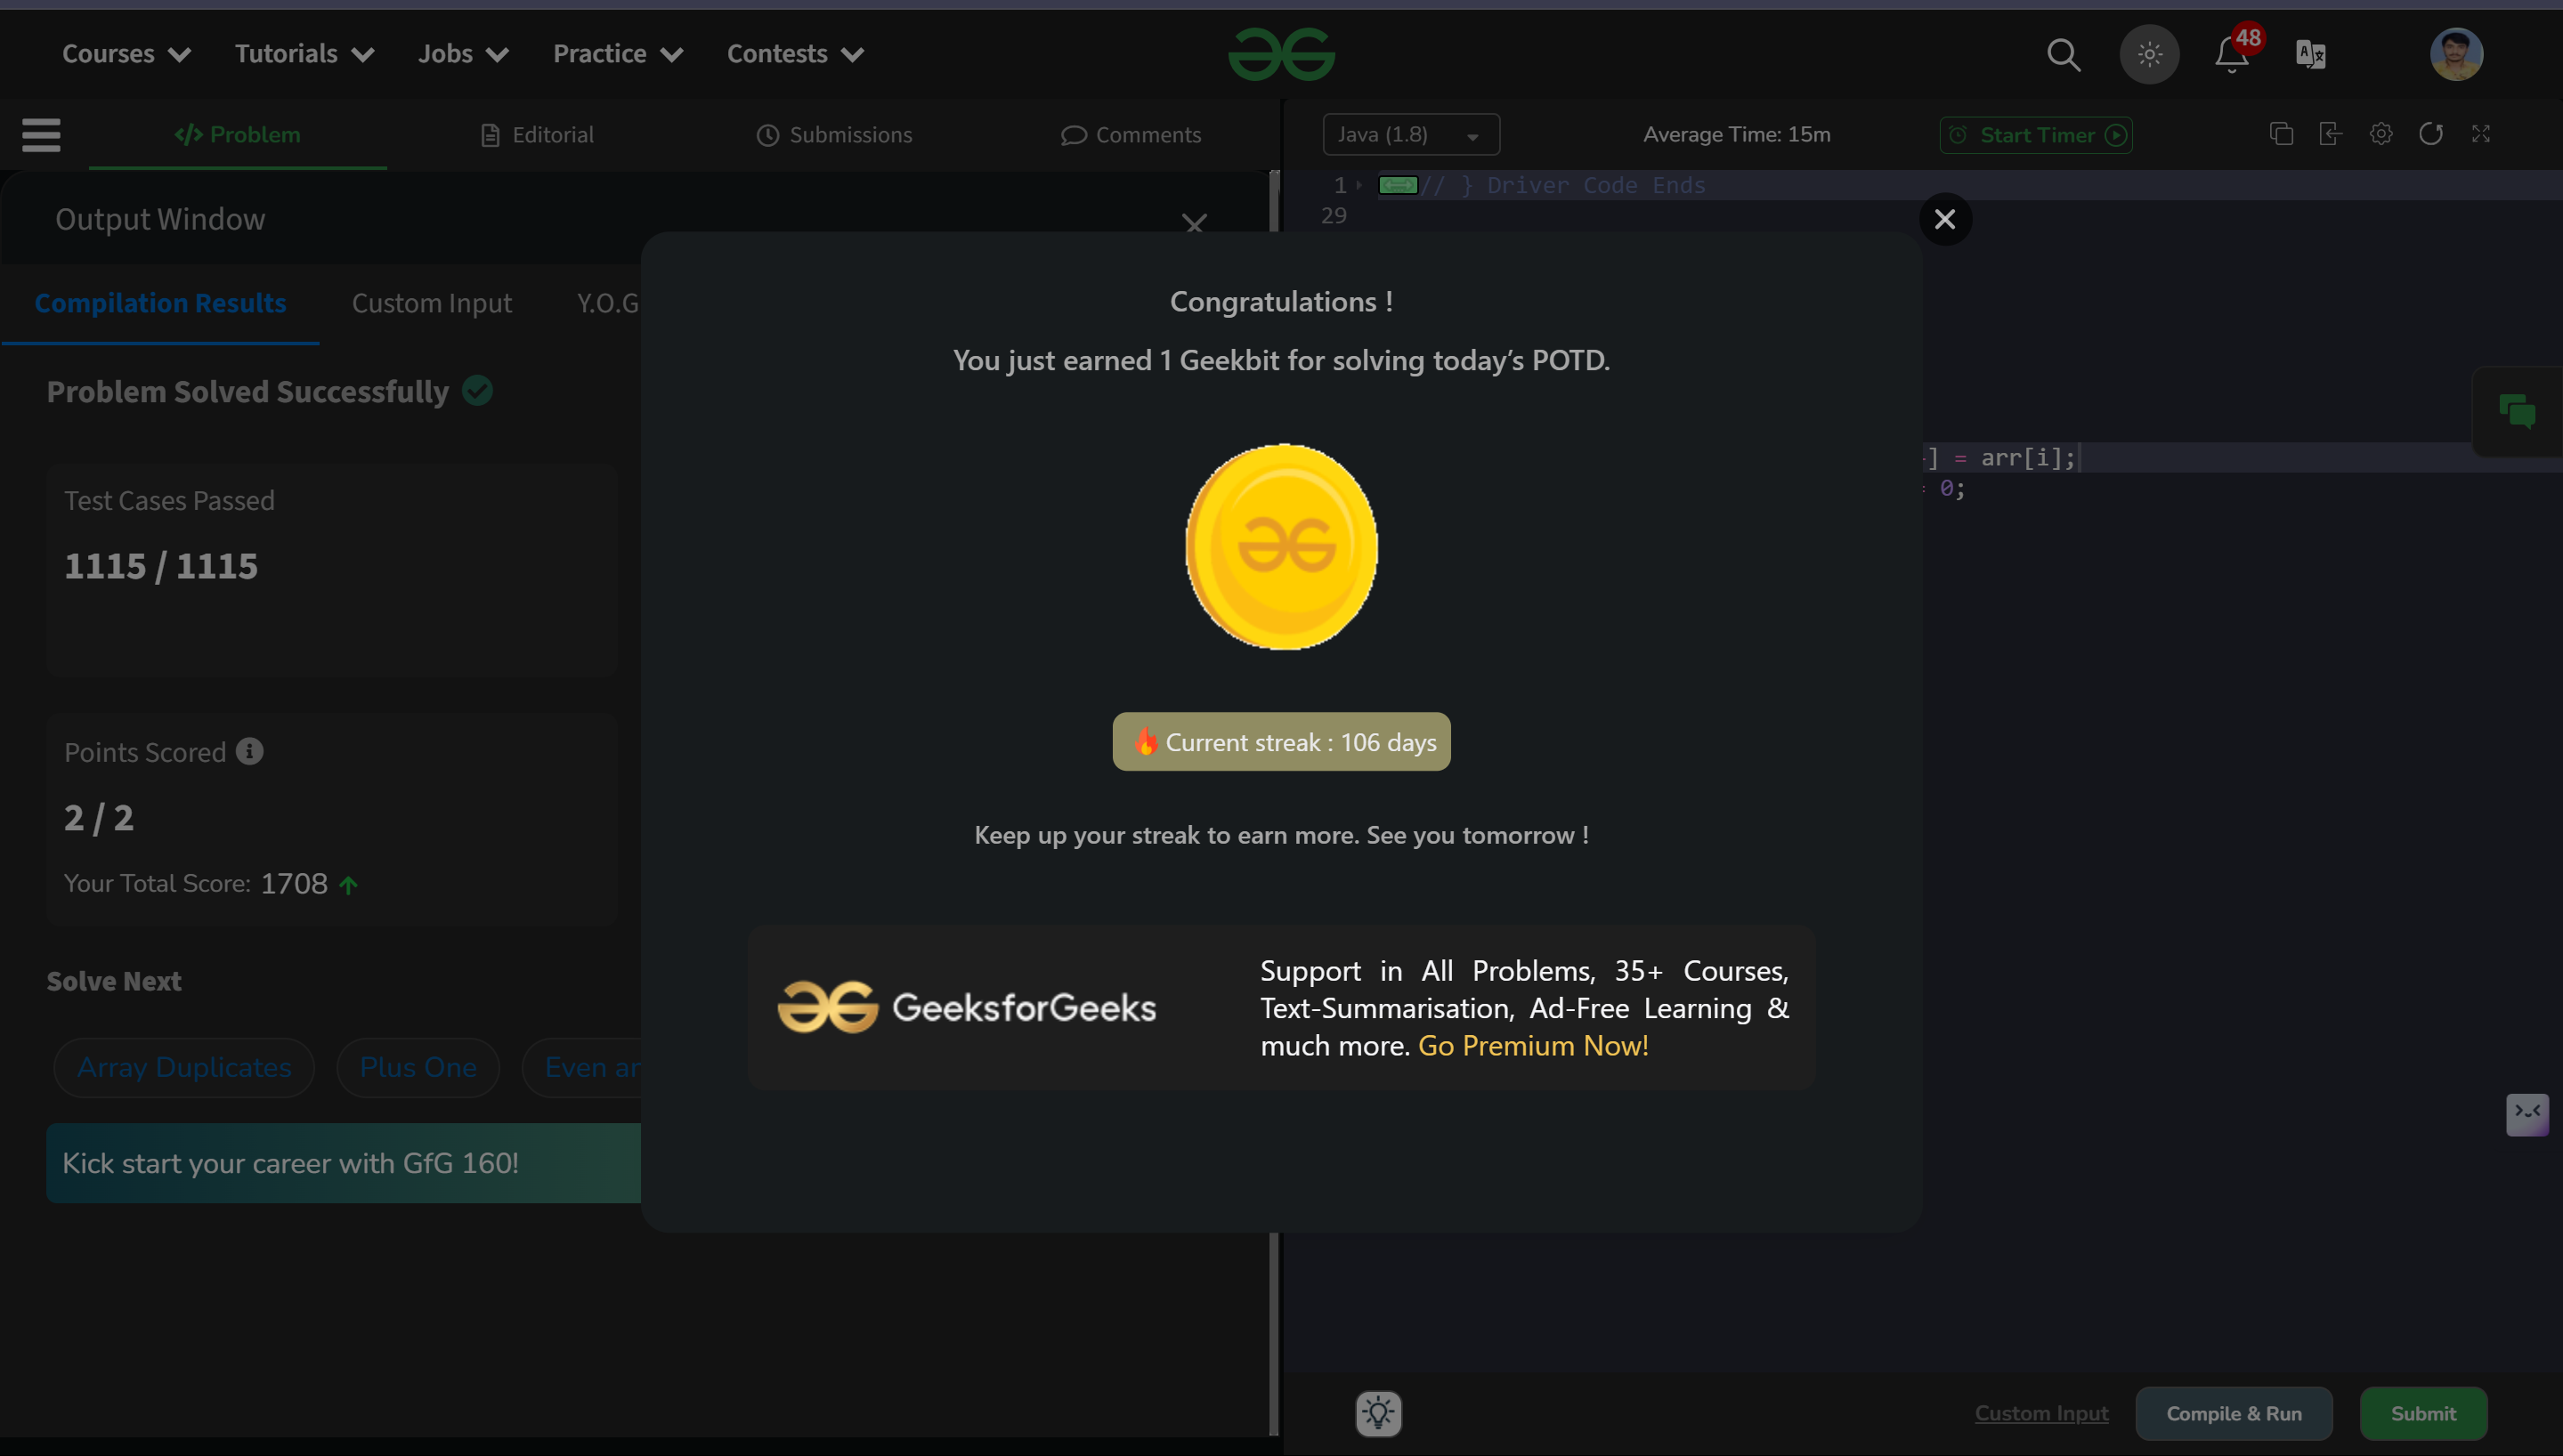 Courses
Tutorials
Jobs
Practice
Contests
48
</> Problem
Editorial
Submissions
Comments
Java (1.8)
Average Time: 15m
Start Timer
Output Window
1
// } Driver Code Ends
29
Compilation Results
Custom Input
Y.O.G
Problem Solved Successfully
Test Cases Passed
1115 / 1115
Points Scored
2 / 2
Your Total Score: 1708
Solve Next
Array Duplicates
Plus One
Even ar
Kick start your career with GfG 160!
Congratulations !
You just earned 1 Geekbit for solving today’s POTD.
Current streak : 106 days
Keep up your streak to earn more. See you tomorrow !
GeeksforGeeks
Support in All Problems, 35+ Courses,
Text-Summarisation, Ad-Free Learning &
much more. Go Premium Now!
] = arr[i];
= 0;
Custom Input
Compile & Run
Submit